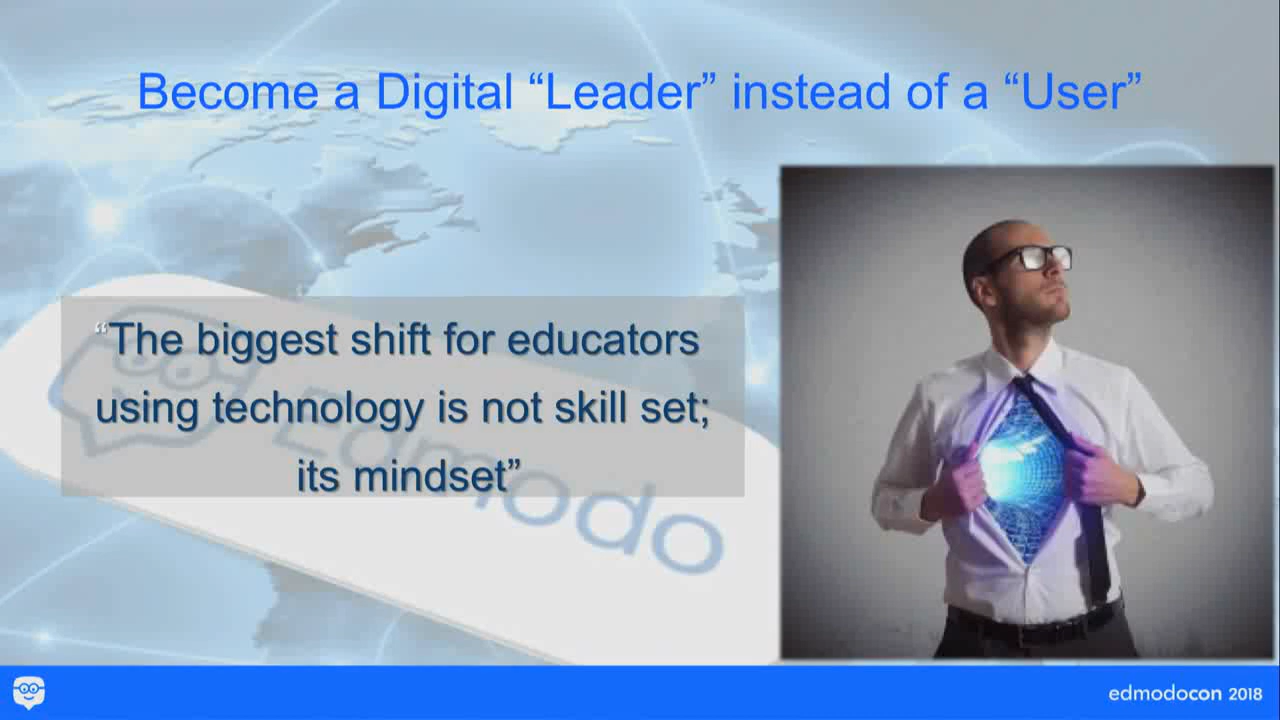 Become a Digital “Leader” instead of a “User”
“The biggest shift for educators
using technology is not skill set;
its mindset”
Edmodo
edmodocon 2018